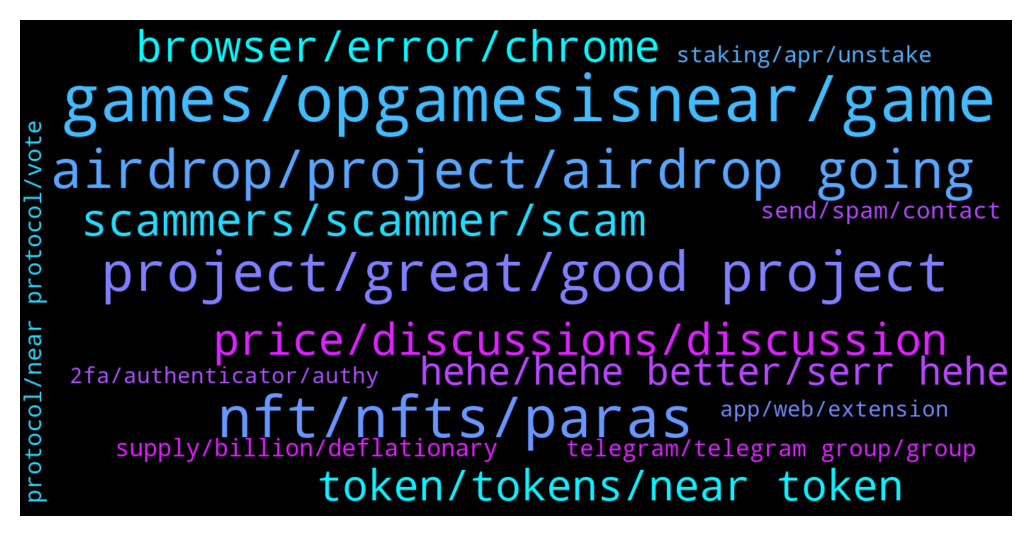 browser/error/chrome
staking/apr/unstake
games/opgamesisnear/game
airdrop/project/airdrop going
scammers/scammer/scam
send/spam/contact
project/great/good project
price/discussions/discussion
hehe/hehe better/serr hehe
2fa/authenticator/authy
nft/nfts/paras
app/web/extension
supply/billion/deflationary
telegram/telegram group/group
token/tokens/near token
protocol/near protocol/vote